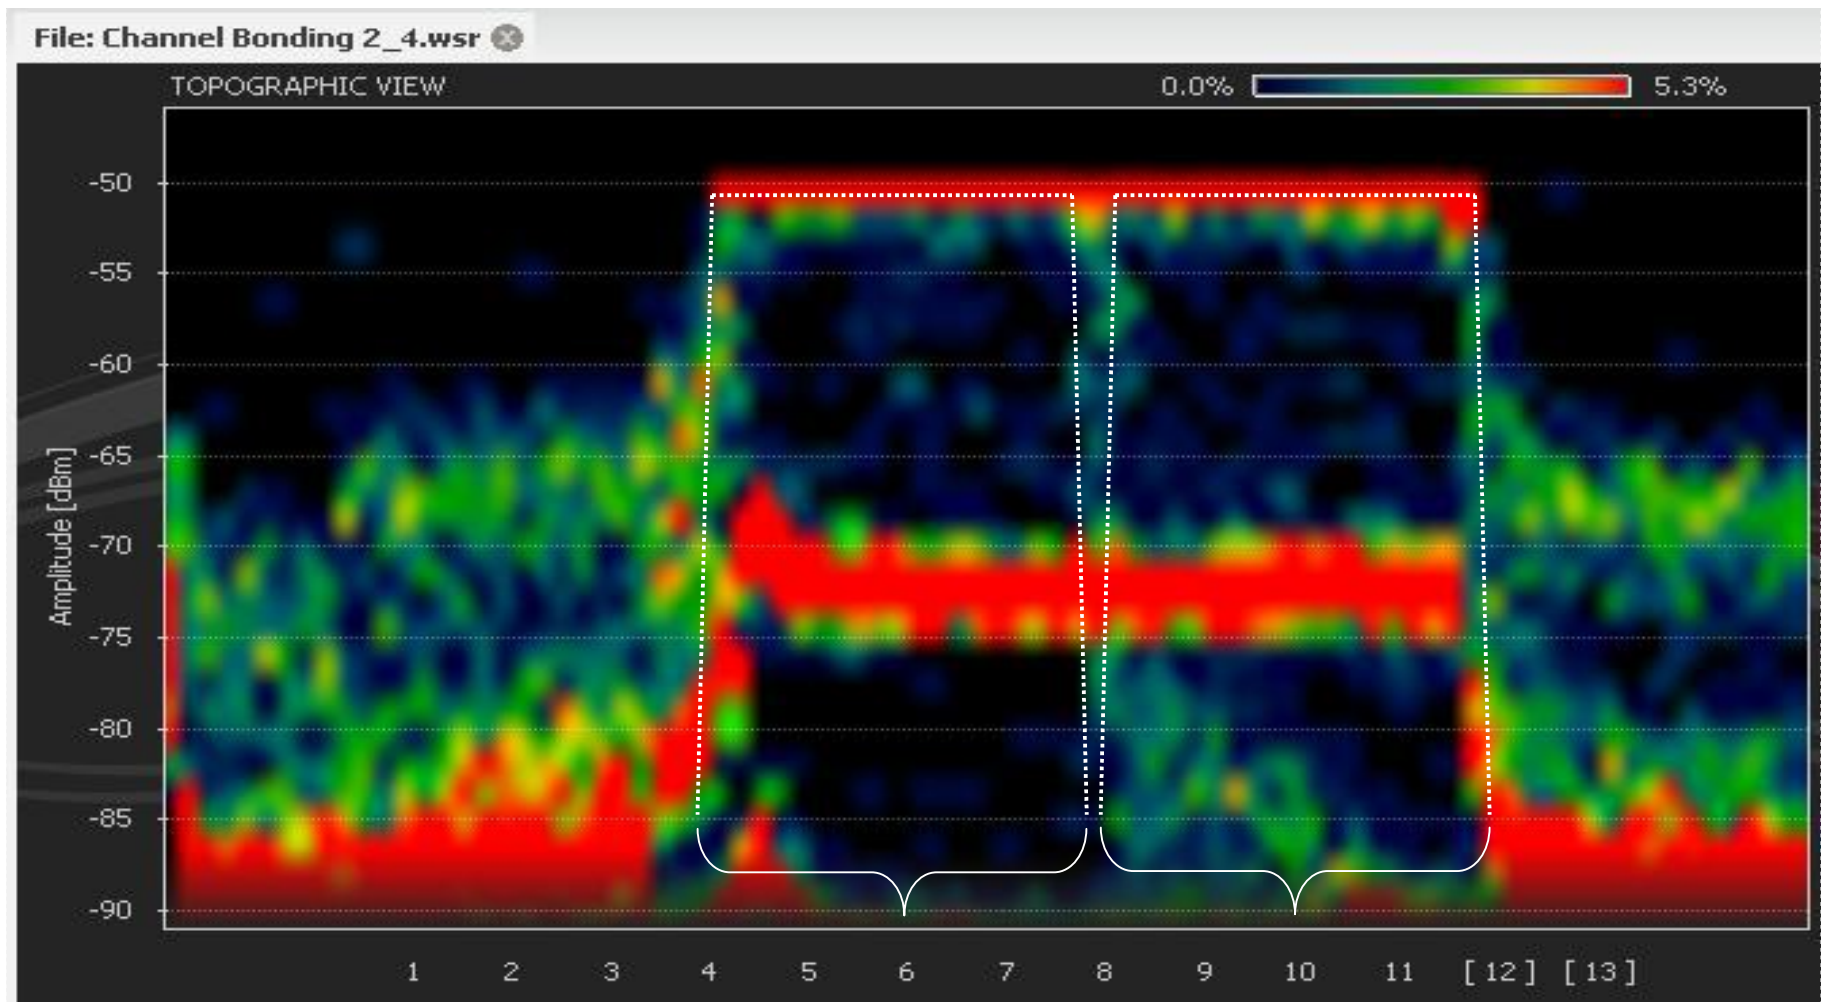 File: Channel Bonding 2_4.wsr
TOPOGRAPHIC VIEW 0.0% 5.3%
Amplitude [dBm]
-50
-55
-60
-65
-70
-75
-80
-85
-90
1 2 3 4 5 6 7 8 9 10 11 [ 12 ] [ 13 ]